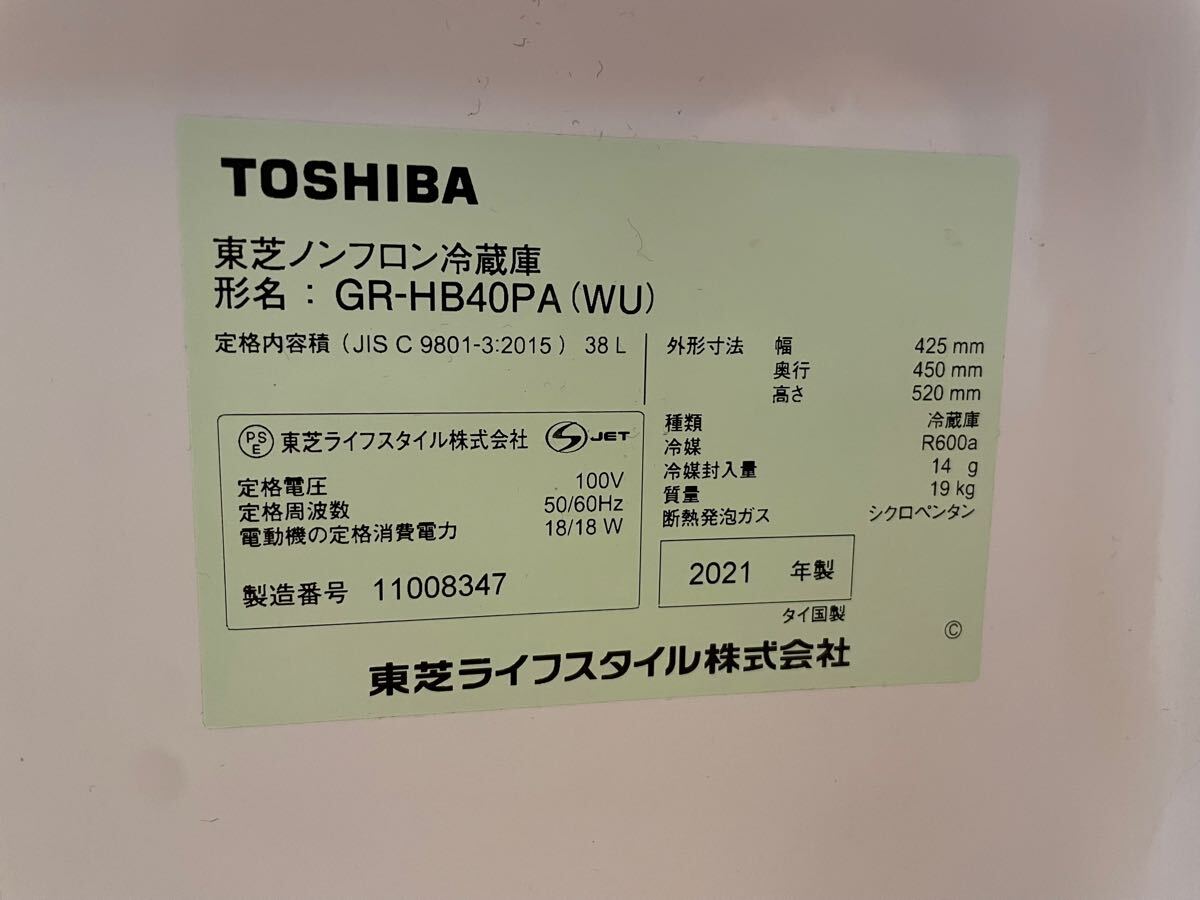 TOSHIBA
東芝ノンフロン冷蔵庫
形名 : GR-HB40PA (WU)
定格内容積 (JIS C 9801-3:2015) 38 L
PS E 東芝ライフスタイル株式会社 S JET
定格電圧 100V
定格周波数 50/60Hz
電動機の定格消費電力 18/18 W
製造番号 11008347
外形寸法 幅 425 mm
奥行 450 mm
高さ 520 mm
種類 冷蔵庫
冷媒 R600a
冷媒封入量 14 g
質量 19 kg
断熱発泡ガス シクロペンタン
2021 年製
タイ国製
©
東芝ライフスタイル株式会社